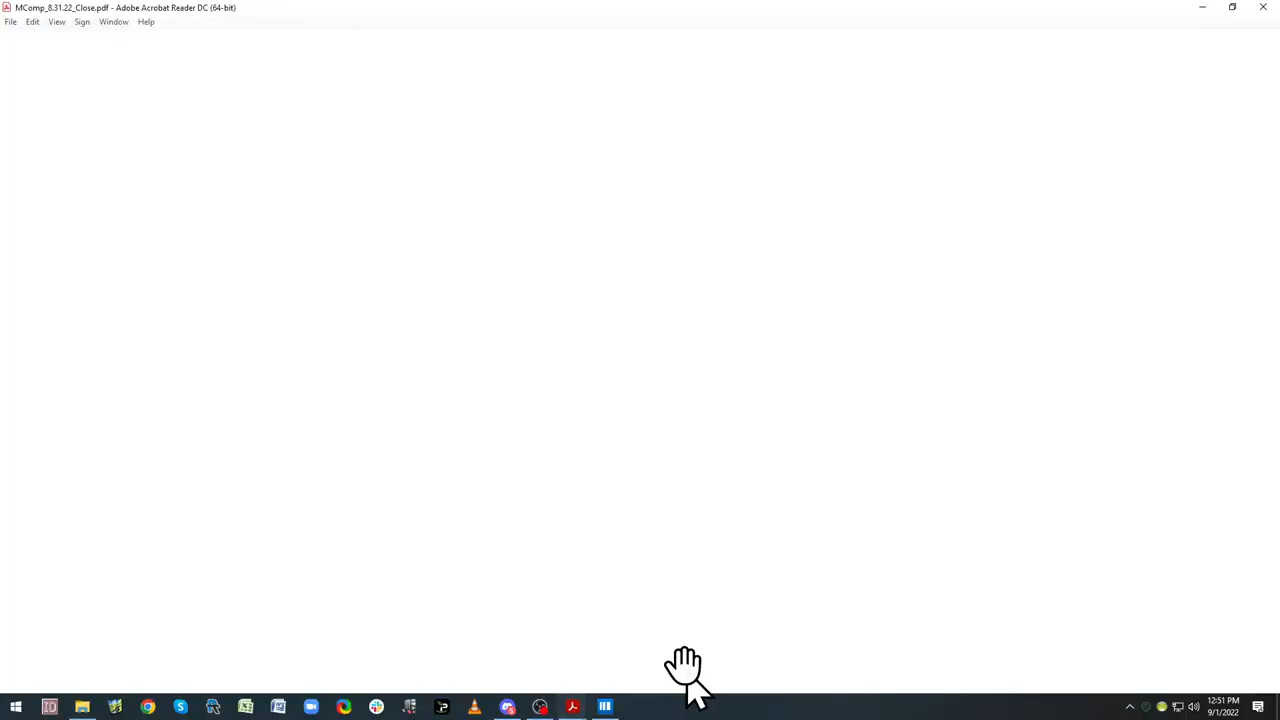 MComp_8.31.22_Close.pdf - Adobe Acrobat Reader DC (64-bit)
File Edit View Sign Window Help
ID
12:51 PM
9/1/2022